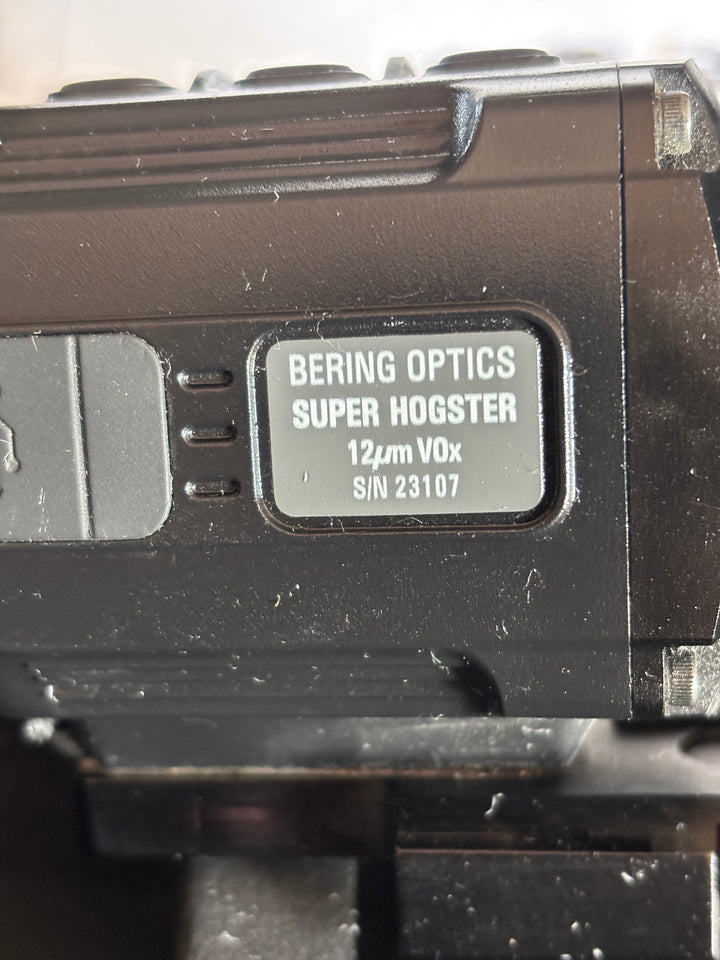 BERING OPTICS
SUPER HOGSTER
12μm VOx
S/N 23107